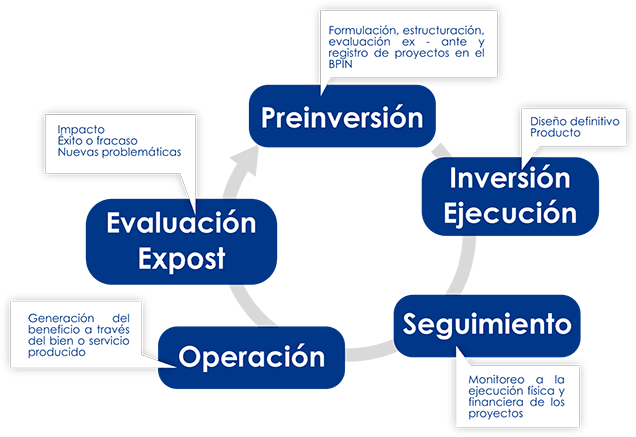 Formulación, estructuración,
evaluación ex - ante y
registro de proyectos en el
BPIN
Preinversión
Diseño definitivo
Producto
Inversión
Ejecución
Impacto
Éxito o fracaso
Nuevas problemáticas
Evaluación
Expost
Generación del
beneficio a través
del bien o servicio
producido
Operación
Seguimiento
Monitoreo a la
ejecución física y
financiera de los
proyectos